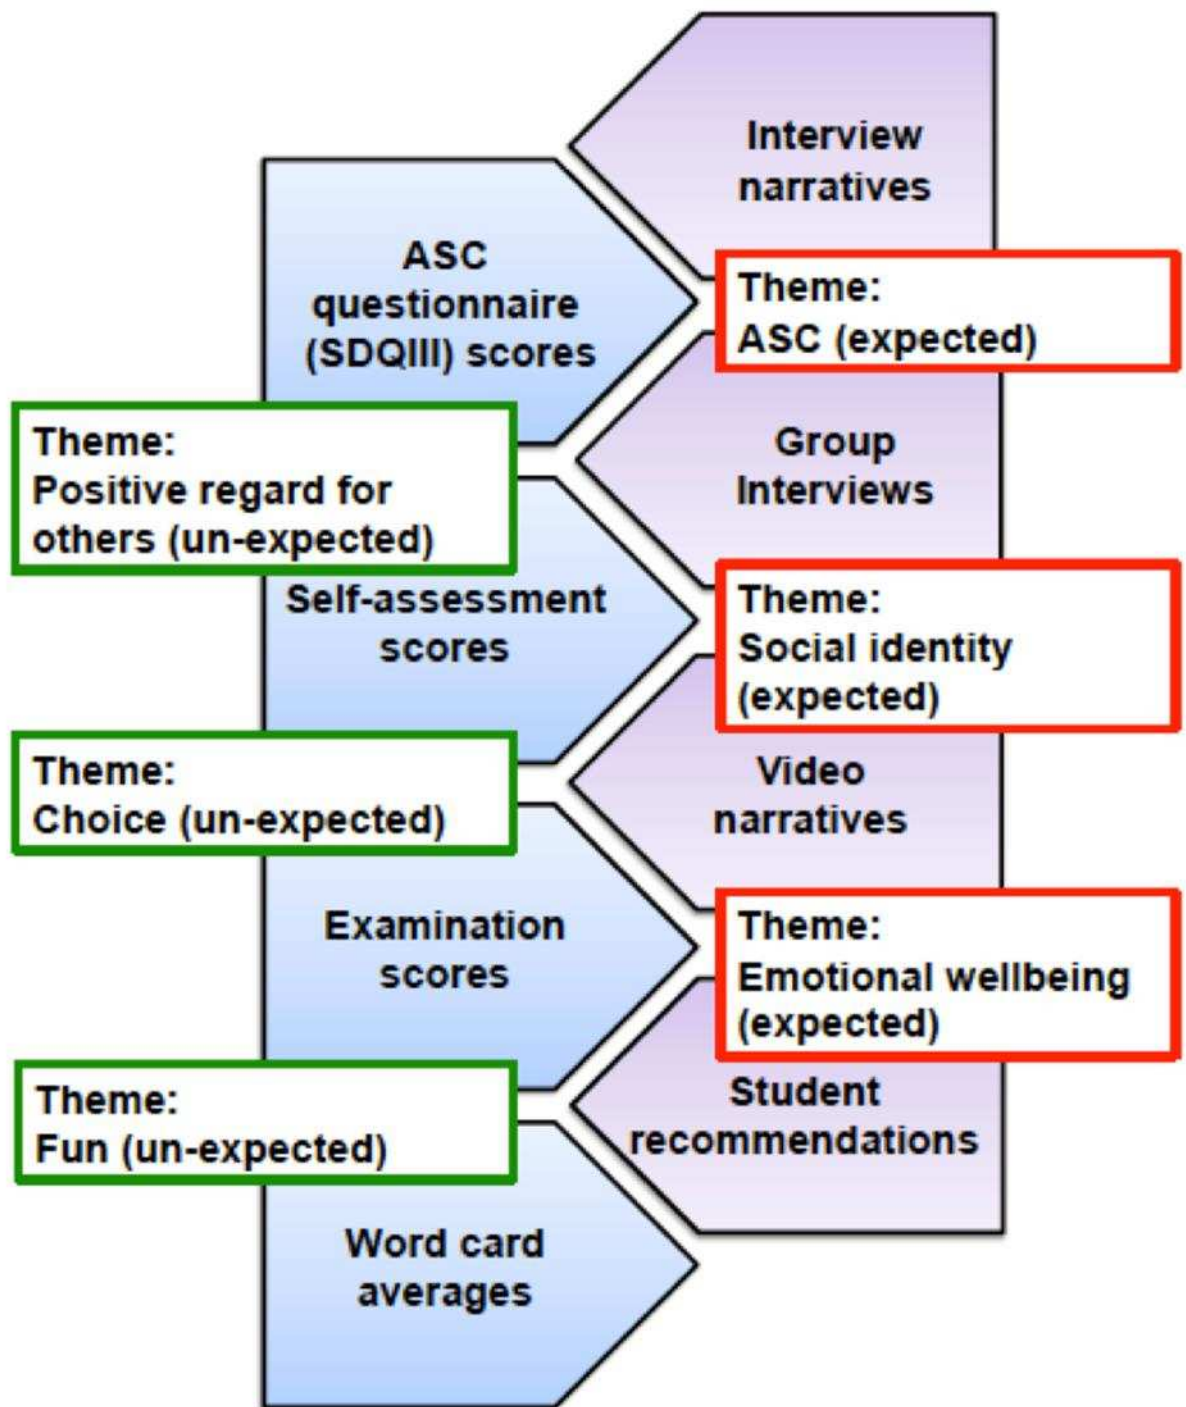 Interview
narratives
ASC
questionnaire
(SDQIII) scores
Theme:
ASC (expected)
Theme:
Positive regard for
others (un-expected)
Group
Interviews
Self-assessment
scores
Theme:
Social identity
(expected)
Theme:
Choice (un-expected)
Video
narratives
Examination
scores
Theme:
Emotional wellbeing
(expected)
Theme:
Fun (un-expected)
Student
recommendations
Word card
averages